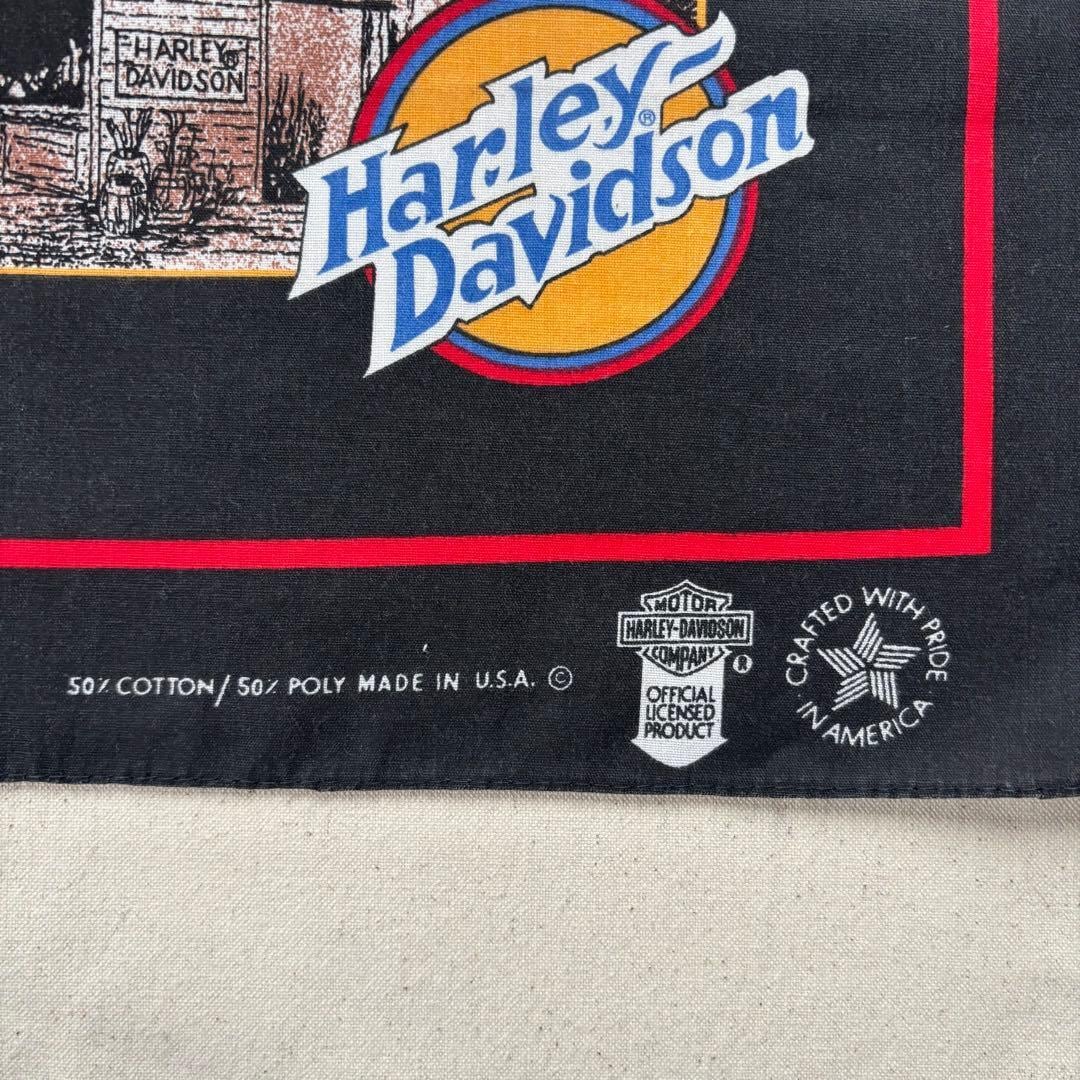 HARLEY®
DAVIDSON
Harley-®
Davidson
50% COTTON/50% POLY MADE IN U.S.A. ©
MOTOR
HARLEY-DAVIDSON
COMPANY ®
OFFICIAL
LICENSED
PRODUCT
CRAFTED WITH PRIDE
· IN AMERICA ·